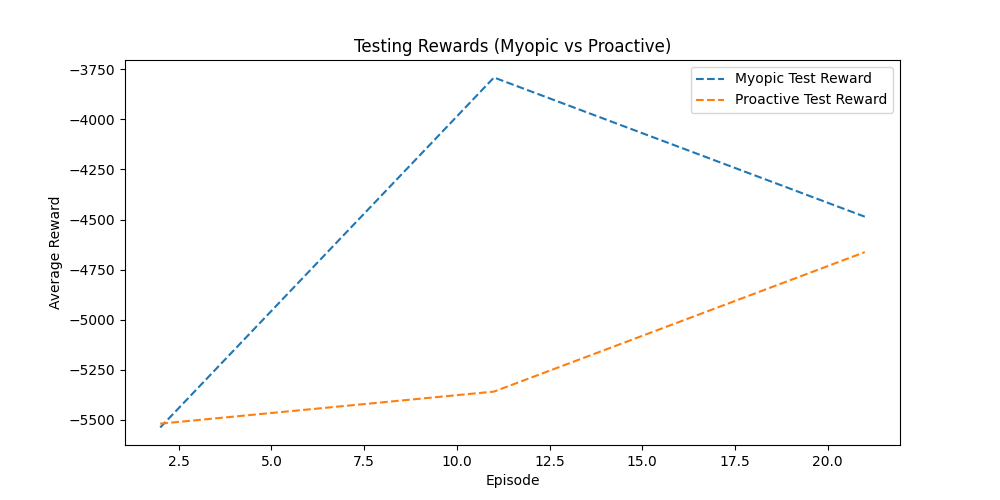 Testing Rewards (Myopic vs Proactive)
Myopic Test Reward
Proactive Test Reward
Average Reward
−3750
−4000
−4250
−4500
−4750
−5000
−5250
−5500
2.5 5.0 7.5 10.0 12.5 15.0 17.5 20.0
Episode